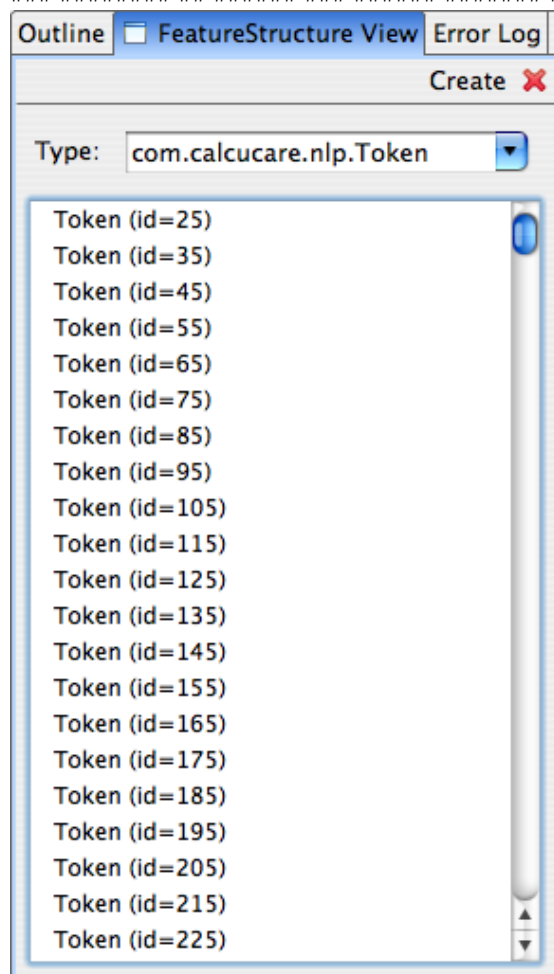 Outline FeatureStructure View Error Log
Create
Type: com.calcucare.nlp.Token
Token (id=25)
Token (id=35)
Token (id=45)
Token (id=55)
Token (id=65)
Token (id=75)
Token (id=85)
Token (id=95)
Token (id=105)
Token (id=115)
Token (id=125)
Token (id=135)
Token (id=145)
Token (id=155)
Token (id=165)
Token (id=175)
Token (id=185)
Token (id=195)
Token (id=205)
Token (id=215)
Token (id=225)